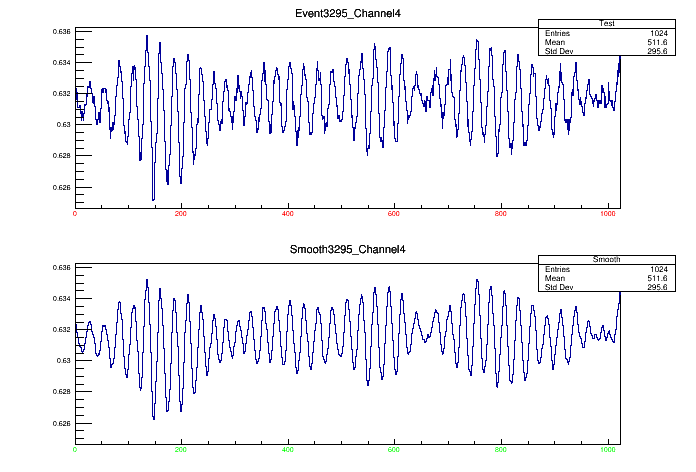 Event3295_Channel4
Test
Entries 1024
Mean 511.6
Std Dev 295.6
0.636
0.634
0.632
0.63
0.628
0.626
0 200 400 600 800 1000
Smooth3295_Channel4
Smooth
Entries 1024
Mean 511.6
Std Dev 295.6
0.636
0.634
0.632
0.63
0.628
0.626
0 200 400 600 800 1000